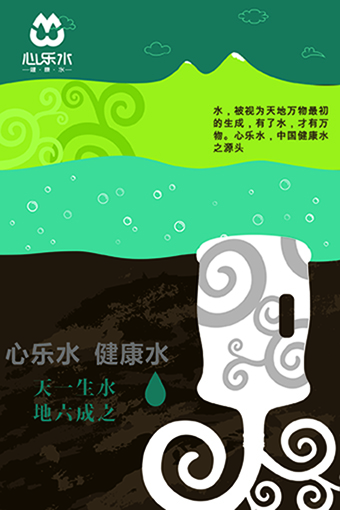 心乐水
健·康·水
水，被视为天地万物最初
的生成，有了水，才有万
物。心乐水，中国健康水
之源头
心乐水 健康水
天一生水
地六成之